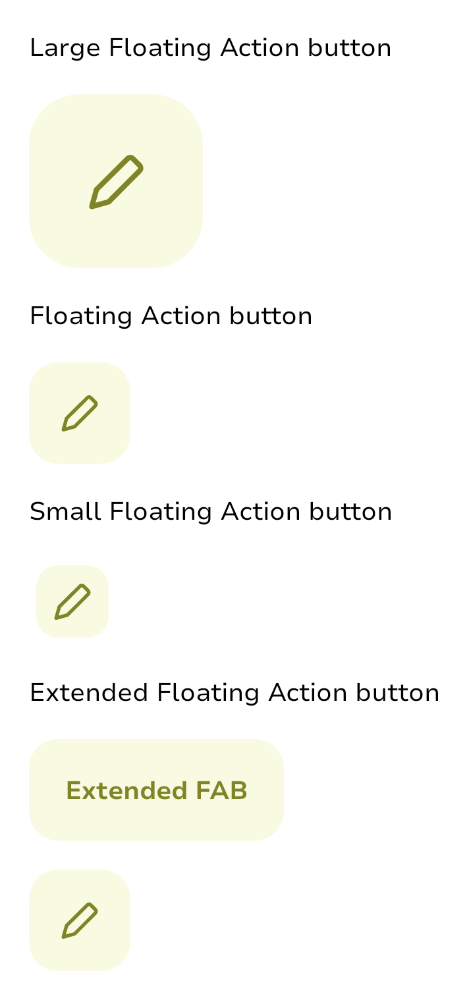 Large Floating Action button
Floating Action button
Small Floating Action button
Extended Floating Action button
Extended FAB